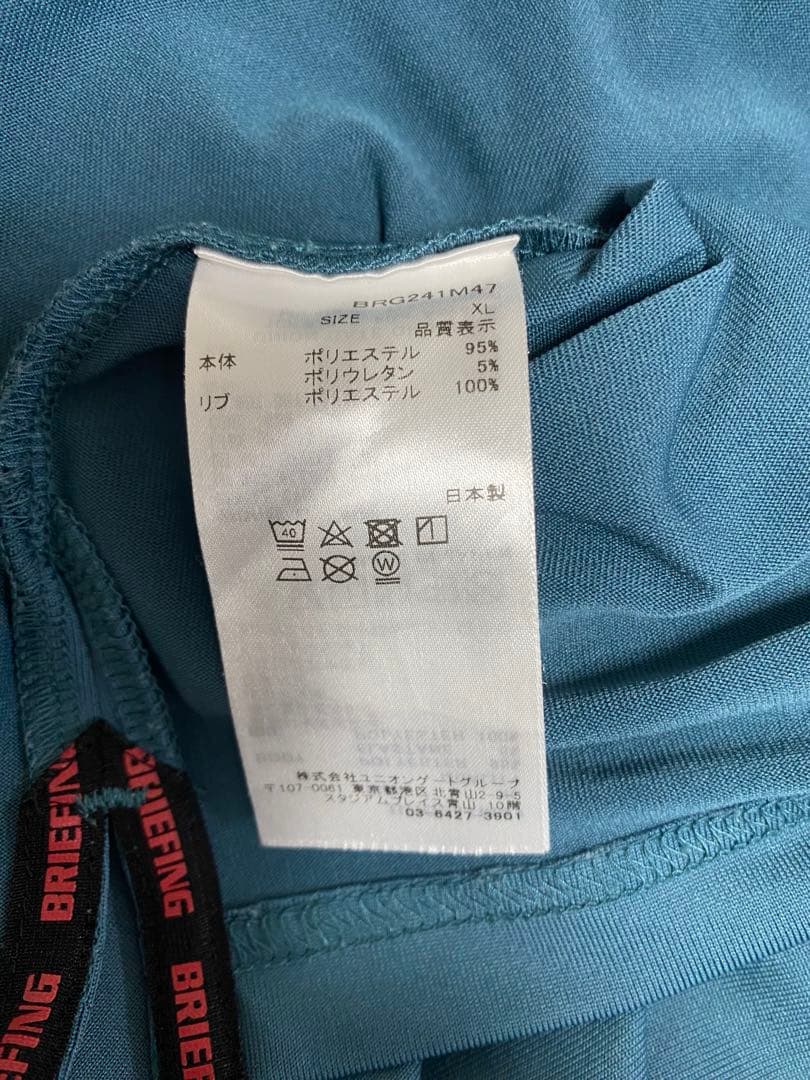 BRG241M47
SIZE XL
品質表示
本体 ポリエステル 95%
ポリウレタン 5%
リブ ポリエステル 100%
日本製
40
W
株式会社ユニオンゲートグループ
〒107-0061 東京都港区北青山2-9-5
スタジアムプレイス青山 10階
03-6427-3901
BRIEFING
BRIEFING
EFING
BRIEF